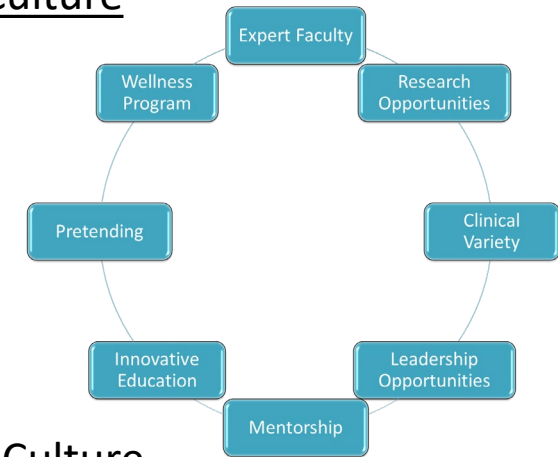 culture
Expert Faculty
Research
Opportunities
Clinical
Variety
Leadership
Opportunities
Mentorship
Innovative
Education
Pretending
Wellness
Program
Culture